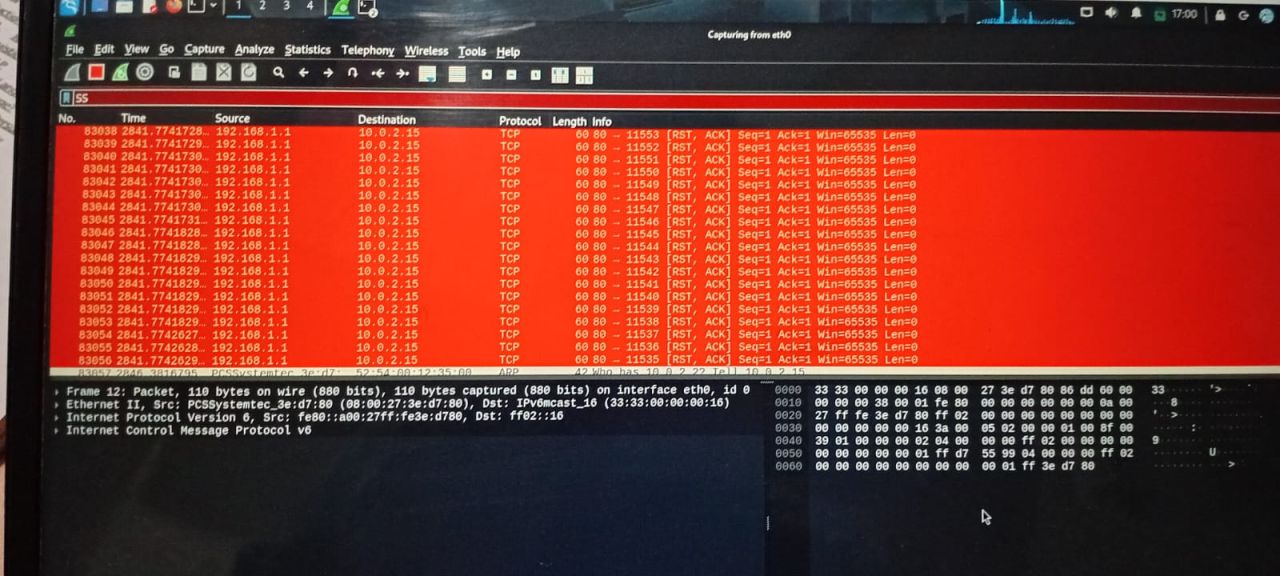 1 2 3 4 17:00
Capturing from eth0
File Edit View Go Capture Analyze Statistics Telephony Wireless Tools Help
ss
No. Time Source Destination Protocol Length Info
83038 2841.7741728… 192.168.1.1 10.0.2.15 TCP 60 80 → 11553 [RST, ACK] Seq=1 Ack=1 Win=65535 Len=0
83039 2841.7741729… 192.168.1.1 10.0.2.15 TCP 60 80 → 11552 [RST, ACK] Seq=1 Ack=1 Win=65535 Len=0
83040 2841.7741730… 192.168.1.1 10.0.2.15 TCP 60 80 → 11551 [RST, ACK] Seq=1 Ack=1 Win=65535 Len=0
83041 2841.7741730… 192.168.1.1 10.0.2.15 TCP 60 80 → 11550 [RST, ACK] Seq=1 Ack=1 Win=65535 Len=0
83042 2841.7741730… 192.168.1.1 10.0.2.15 TCP 60 80 → 11549 [RST, ACK] Seq=1 Ack=1 Win=65535 Len=0
83043 2841.7741730… 192.168.1.1 10.0.2.15 TCP 60 80 → 11548 [RST, ACK] Seq=1 Ack=1 Win=65535 Len=0
83044 2841.7741730… 192.168.1.1 10.0.2.15 TCP 60 80 → 11547 [RST, ACK] Seq=1 Ack=1 Win=65535 Len=0
83045 2841.7741731… 192.168.1.1 10.0.2.15 TCP 60 80 → 11546 [RST, ACK] Seq=1 Ack=1 Win=65535 Len=0
83046 2841.7741828… 192.168.1.1 10.0.2.15 TCP 60 80 → 11545 [RST, ACK] Seq=1 Ack=1 Win=65535 Len=0
83047 2841.7741828… 192.168.1.1 10.0.2.15 TCP 60 80 → 11544 [RST, ACK] Seq=1 Ack=1 Win=65535 Len=0
83048 2841.7741829… 192.168.1.1 10.0.2.15 TCP 60 80 → 11543 [RST, ACK] Seq=1 Ack=1 Win=65535 Len=0
83049 2841.7741829… 192.168.1.1 10.0.2.15 TCP 60 80 → 11542 [RST, ACK] Seq=1 Ack=1 Win=65535 Len=0
83050 2841.7741829… 192.168.1.1 10.0.2.15 TCP 60 80 → 11541 [RST, ACK] Seq=1 Ack=1 Win=65535 Len=0
83051 2841.7741829… 192.168.1.1 10.0.2.15 TCP 60 80 → 11540 [RST, ACK] Seq=1 Ack=1 Win=65535 Len=0
83052 2841.7741829… 192.168.1.1 10.0.2.15 TCP 60 80 → 11539 [RST, ACK] Seq=1 Ack=1 Win=65535 Len=0
83053 2841.7741829… 192.168.1.1 10.0.2.15 TCP 60 80 → 11538 [RST, ACK] Seq=1 Ack=1 Win=65535 Len=0
83054 2841.7742627… 192.168.1.1 10.0.2.15 TCP 60 80 → 11537 [RST, ACK] Seq=1 Ack=1 Win=65535 Len=0
83055 2841.7742628… 192.168.1.1 10.0.2.15 TCP 60 80 → 11536 [RST, ACK] Seq=1 Ack=1 Win=65535 Len=0
83056 2841.7742629… 192.168.1.1 10.0.2.15 TCP 60 80 → 11535 [RST, ACK] Seq=1 Ack=1 Win=65535 Len=0
83057 2846.3816795… PCSSystemtec_3e:d7: 52:54:00:12:35:00 ARP 42 Who has 10.0.2.2? Tell 10.0.2.15
Frame 12: Packet, 110 bytes on wire (880 bits), 110 bytes captured (880 bits) on interface eth0, id 0
Ethernet II, Src: PCSSystemtec_3e:d7:80 (08:00:27:3e:d7:80), Dst: IPv6mcast_16 (33:33:00:00:00:16)
Internet Protocol Version 6, Src: fe80::a00:27ff:fe3e:d780, Dst: ff02::16
Internet Control Message Protocol v6
0000 33 33 00 00 00 16 08 00 27 3e d7 80 86 dd 60 00 33······ '>····`·
0010 00 00 00 38 00 01 fe 80 00 00 00 00 00 00 0a 00 ···8···· ········
0020 27 ff fe 3e d7 80 ff 02 00 00 00 00 00 00 00 00 '··>···· ········
0030 00 00 00 00 00 16 3a 00 05 02 00 00 01 00 8f 00 ······:· ········
0040 39 01 00 00 00 02 04 00 00 00 ff 02 00 00 00 00 9······· ········
0050 00 00 00 00 00 01 ff d7 55 99 04 00 00 00 ff 02 ········ U·······
0060 00 00 00 00 00 00 00 00 00 01 ff 3e d7 80 ········ ···>··